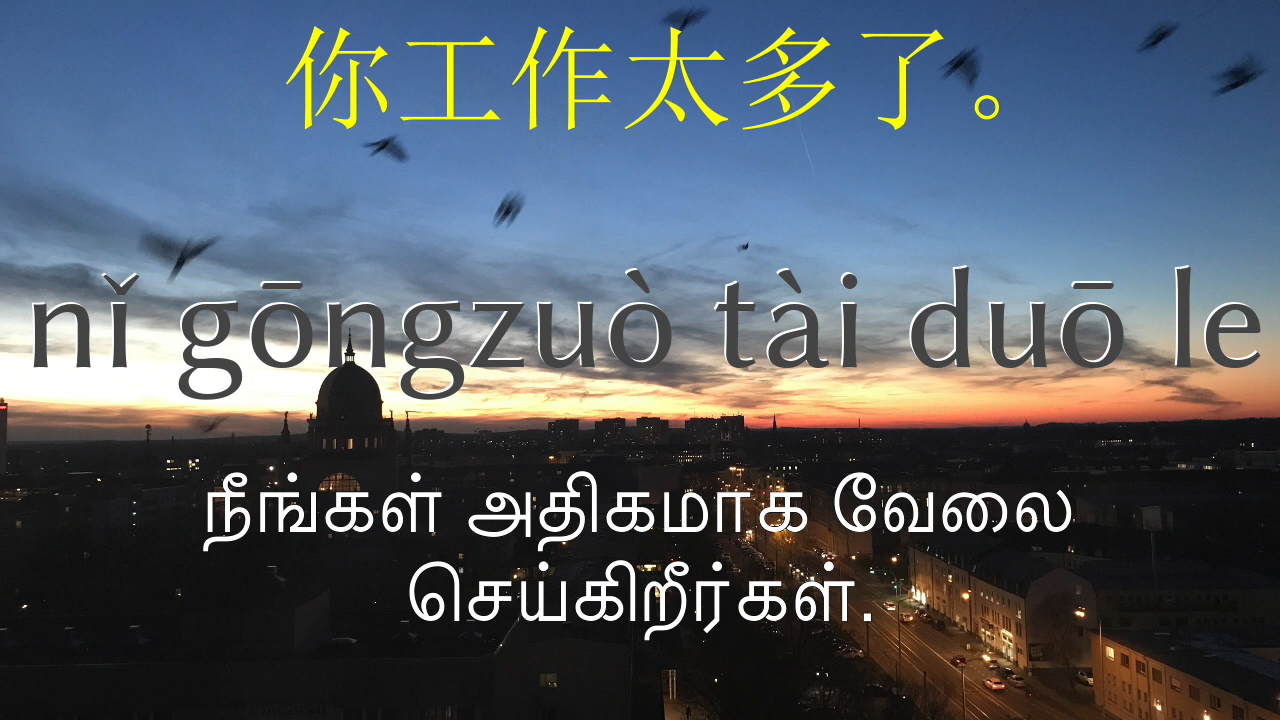 你工作太多了。
nǐ gōngzuò tài duō le
நீங்கள் அதிகமாக வேலை
செய்கிறீர்கள்.